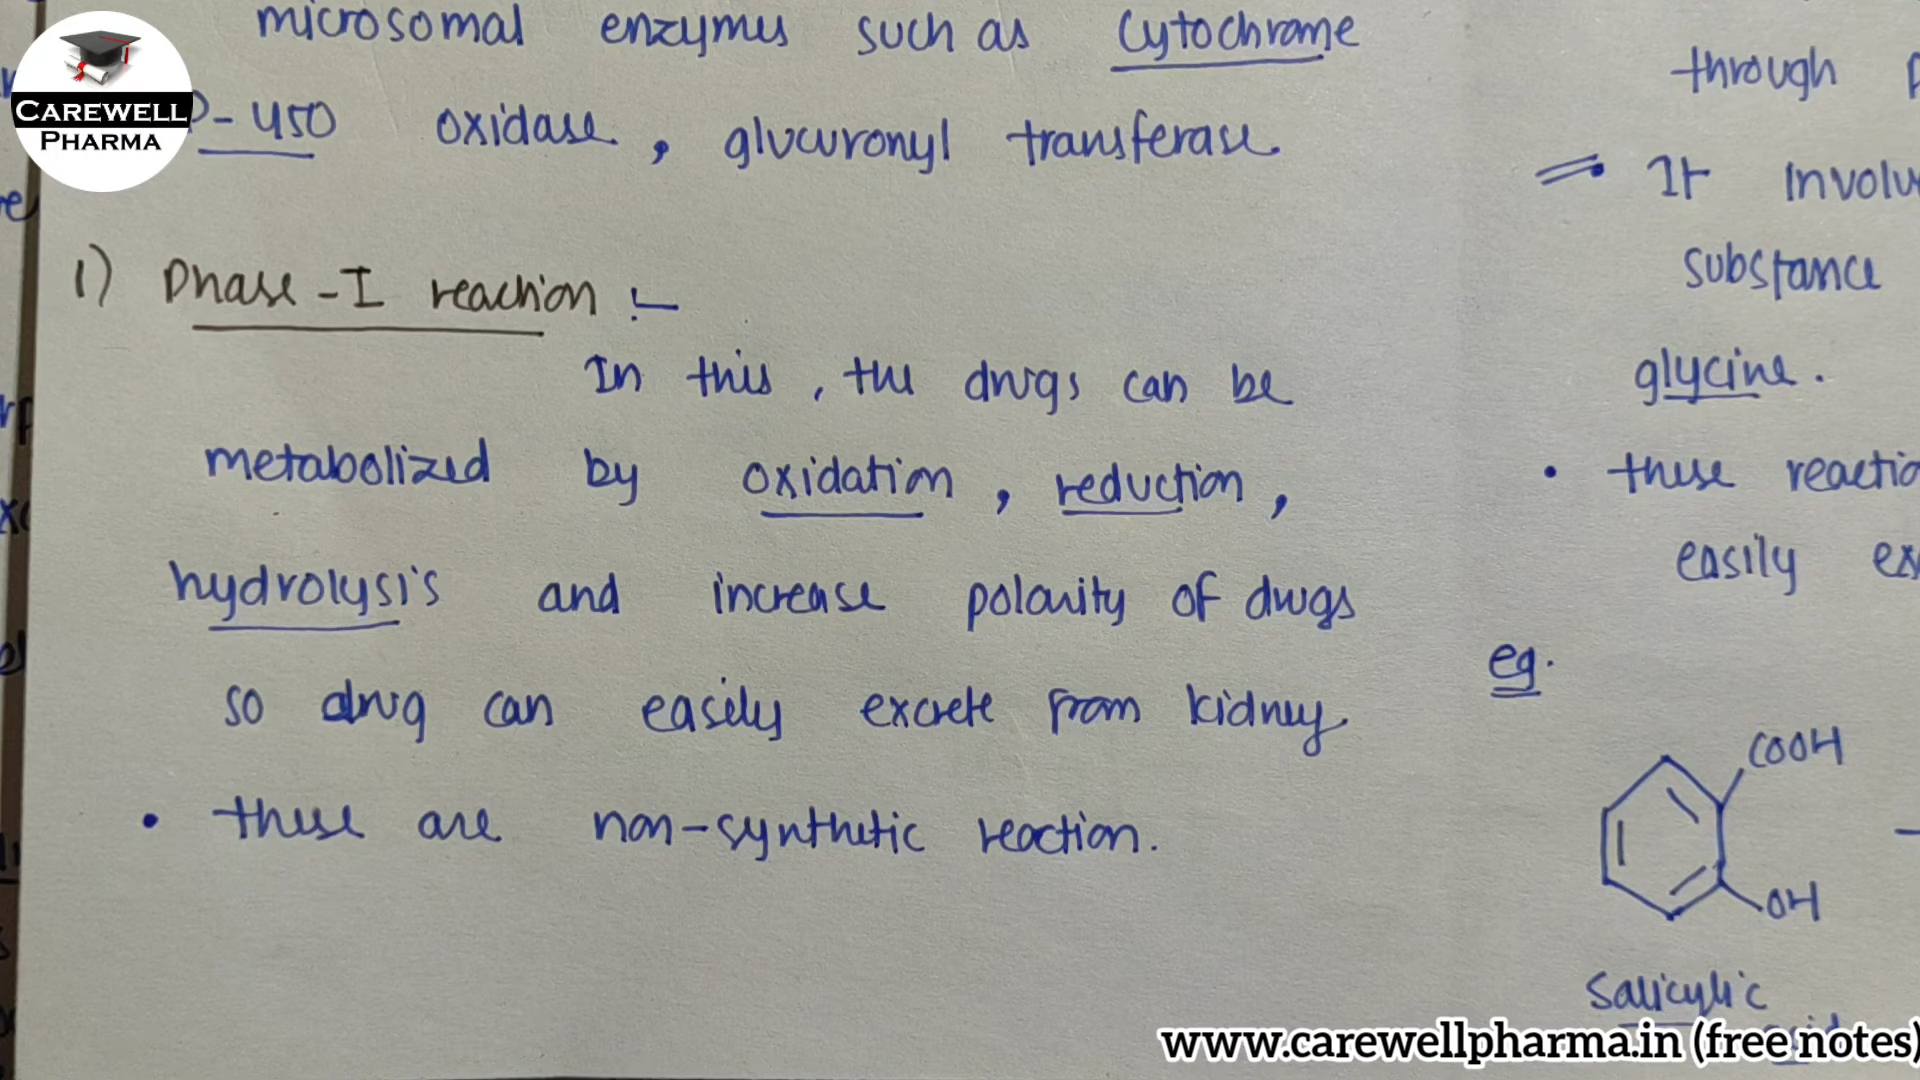 microsomal enzymes such as Cytochrome
P-450 oxidase, glucuronyl transferase
1) Phase-I reaction :-
In this, the drugs can be
metabolized by oxidation, reduction,
hydrolysis and increase polarity of drugs
so drug can easily excrete from kidney.
• these are non-synthetic reaction.
through
It
substance
glycine.
• these
easily
eg.
COOH
OH
Salicylic
CAREWELL
PHARMA
www.carewellpharma.in (free notes)